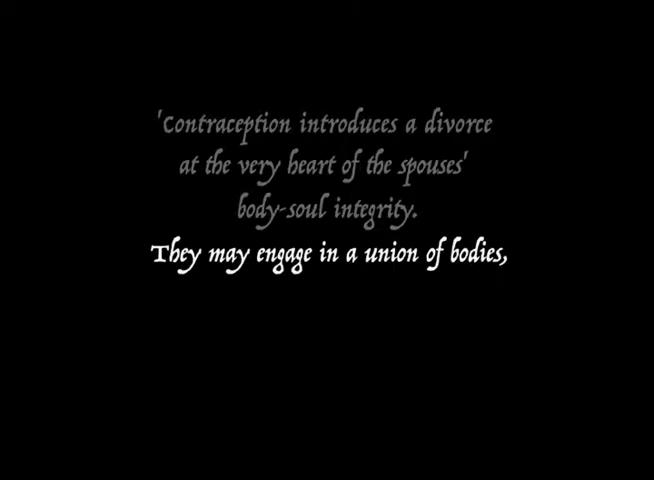 'Contraception introduces a divorce
at the very heart of the spouses'
body-soul integrity.
They may engage in a union of bodies,